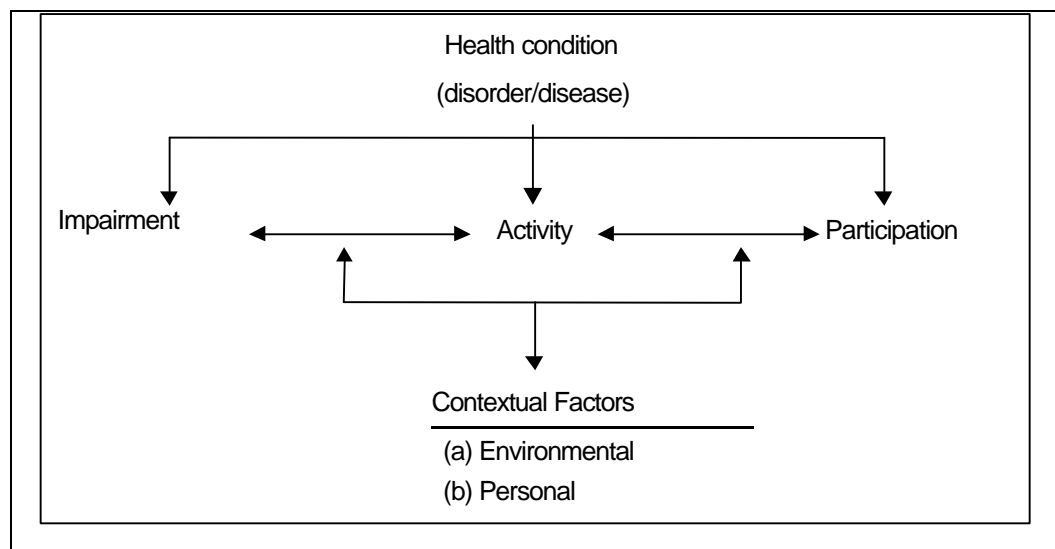 Health condition
(disorder/disease)
Impairment
Activity
Participation
Contextual Factors
(a) Environmental
(b) Personal